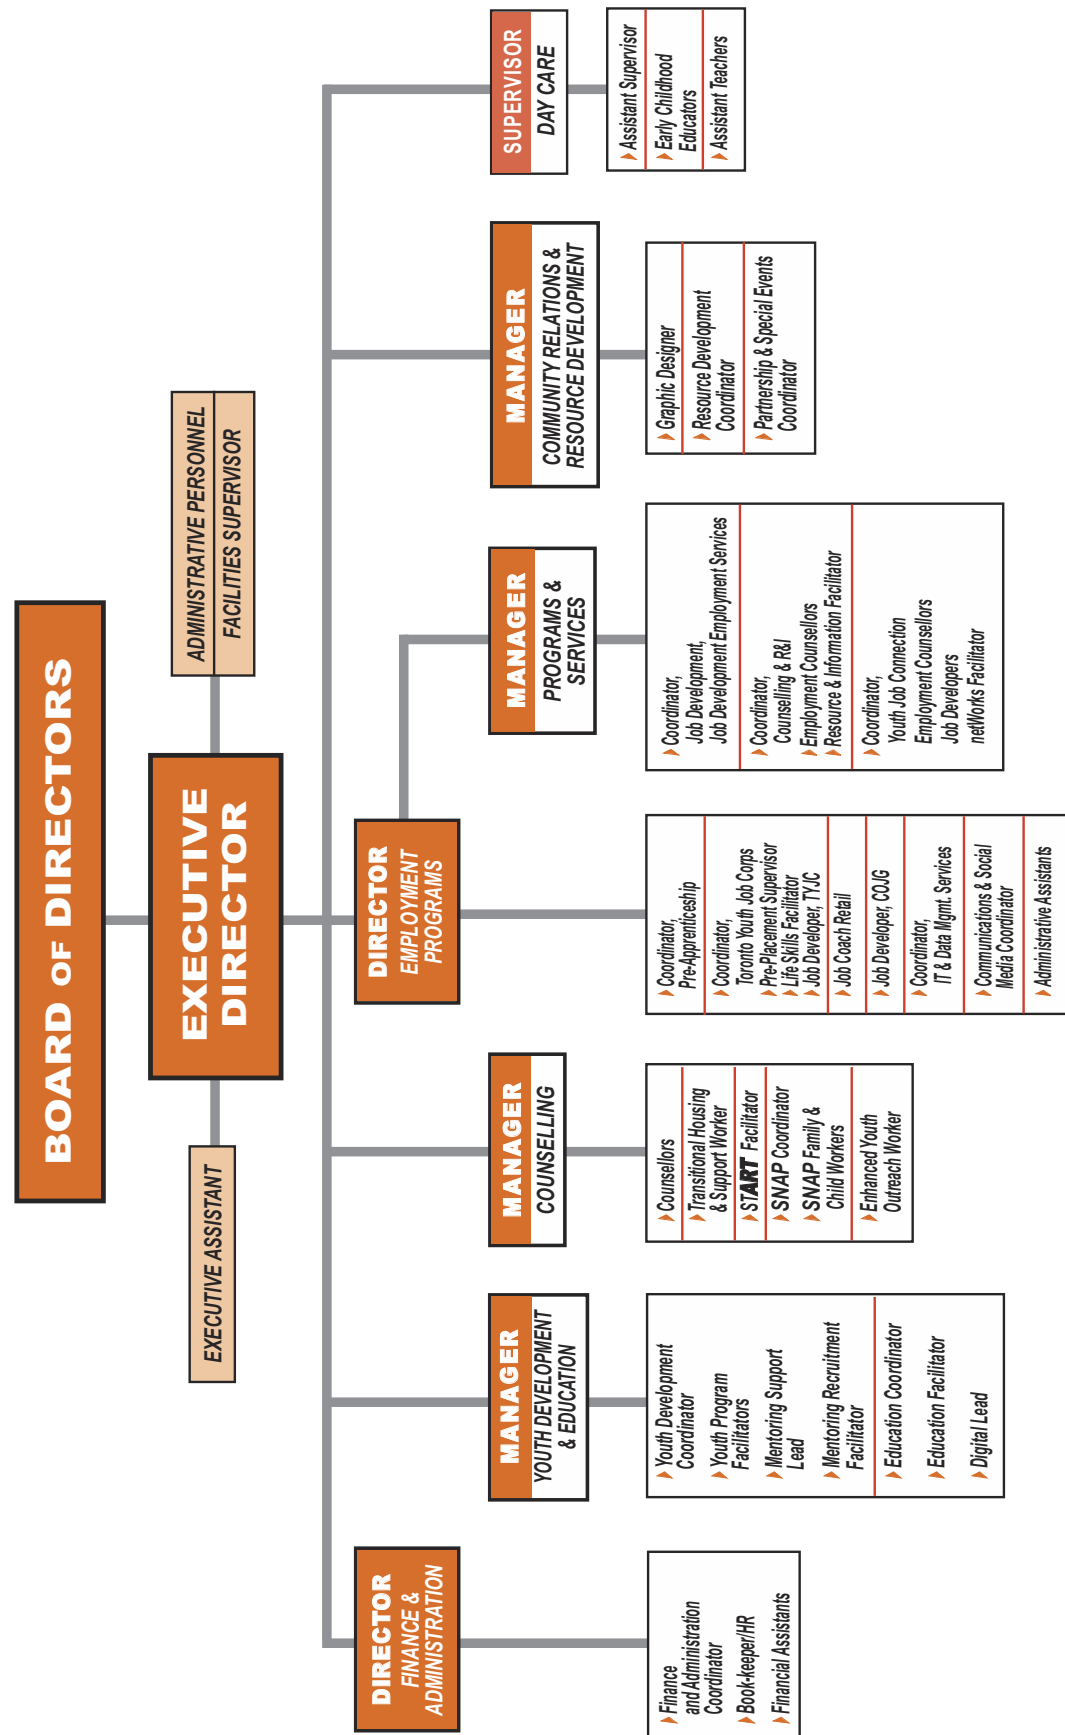 BOARD OF DIRECTORS
EXECUTIVE
DIRECTOR
EXECUTIVE ASSISTANT
ADMINISTRATIVE PERSONNEL
FACILITIES SUPERVISOR
DIRECTOR
FINANCE &
ADMINISTRATION
Finance
and Administration
Coordinator
Book-keeper/HR
Financial Assistants
MANAGER
YOUTH DEVELOPMENT
& EDUCATION
Youth Development
Coordinator
Youth Program
Facilitators
Mentoring Support
Lead
Mentoring Recruitment
Facilitator
Education Coordinator
Education Facilitator
Digital Lead
MANAGER
COUNSELLING
Counsellors
Transitional Housing
& Support Worker
START Facilitator
SNAP Coordinator
SNAP Family &
Child Workers
Enhanced Youth
Outreach Worker
DIRECTOR
EMPLOYMENT
PROGRAMS
Coordinator,
Pre-Apprenticeship
Coordinator,
Toronto Youth Job Corps
Pre-Placement Supervisor
Life Skills Facilitator
Job Developer, TYJC
Job Coach Retail
Job Developer, COJG
Coordinator,
IT & Data Mgmt. Services
Communications & Social
Media Coordinator
Administrative Assistants
MANAGER
PROGRAMS &
SERVICES
Coordinator,
Job Development,
Job Development Employment Services
Coordinator,
Counselling & R&I
Employment Counsellors
Resource & Information Facilitator
Coordinator,
Youth Job Connection
Employment Counsellors
Job Developers
netWorks Facilitator
MANAGER
COMMUNITY RELATIONS &
RESOURCE DEVELOPMENT
Graphic Designer
Resource Development
Coordinator
Partnership & Special Events
Coordinator
SUPERVISOR
DAY CARE
Assistant Supervisor
Early Childhood
Educators
Assistant Teachers